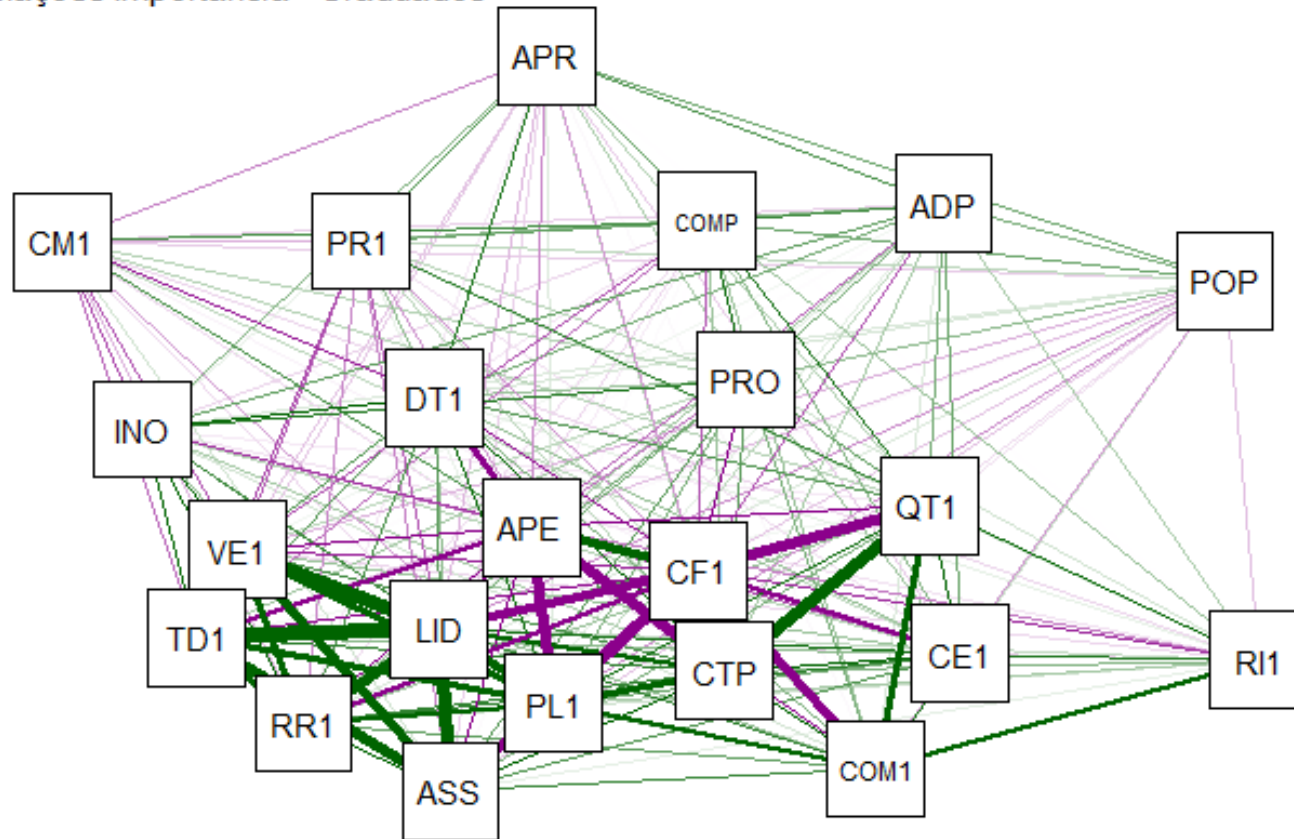 APR
COMP
ADP
CM1
PR1
POP
PRO
DT1
INO
QT1
APE
VE1
CF1
TD1
LID
CE1
RI1
CTP
PL1
RR1
COM1
ASS